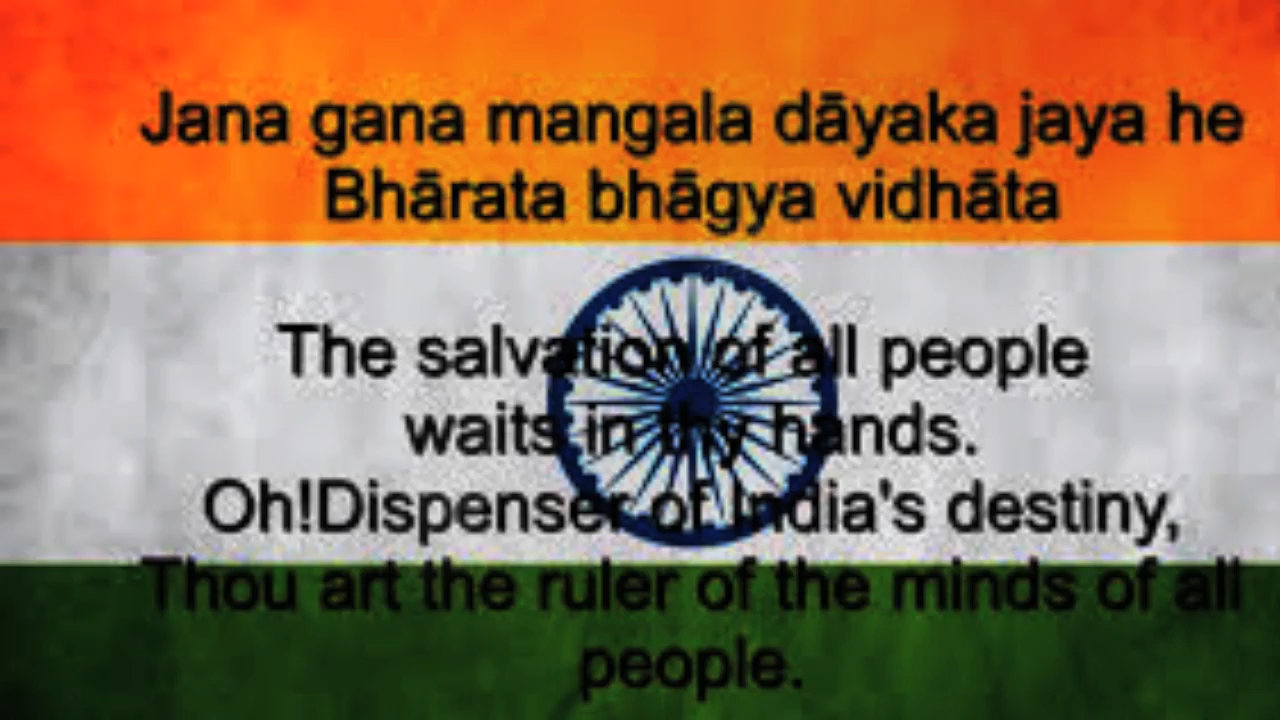 Jana gana mangala dāyaka jaya he
Bhārata bhāgya vidhāta
The salvation of all people
waits in thy hands.
Oh!Dispenser of India's destiny,
Thou art the ruler of the minds of all
people.